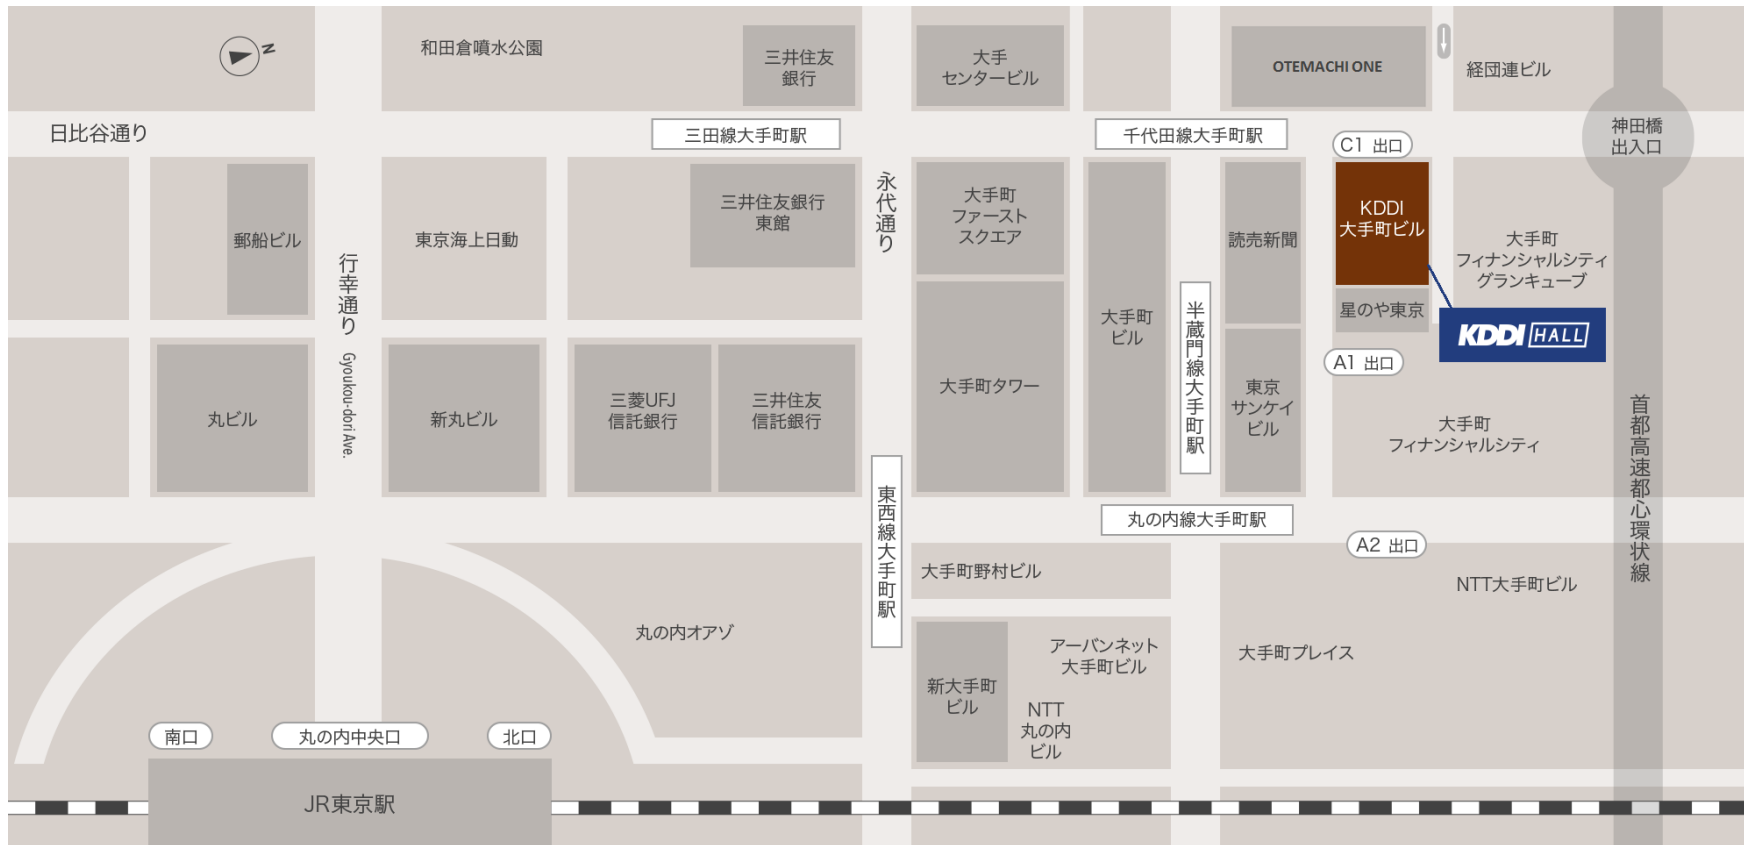 N
和田倉噴水公園
三井住友
銀行
大手
センタービル
OTEMACHI ONE
経団連ビル
日比谷通り
三田線大手町駅
千代田線大手町駅
C1 出口
神田橋
出入口
郵船ビル
行幸通り
Gyoukou-dori Ave.
東京海上日動
三井住友銀行
東館
永代通り
大手町
ファースト
スクエア
大手町
ビル
半蔵門線大手町駅
読売新聞
KDDI
大手町ビル
星のや東京
大手町
フィナンシャルシティ
グランキューブ
KDDI HALL
A1 出口
丸ビル
新丸ビル
三菱UFJ
信託銀行
三井住友
信託銀行
大手町タワー
東京
サンケイ
ビル
大手町
フィナンシャルシティ
首都高速都心環状線
東西線大手町駅
丸の内線大手町駅
A2 出口
大手町野村ビル
NTT大手町ビル
丸の内オアゾ
アーバンネット
大手町ビル
大手町プレイス
新大手町
ビル
NTT
丸の内
ビル
南口
丸の内中央口
北口
JR東京駅